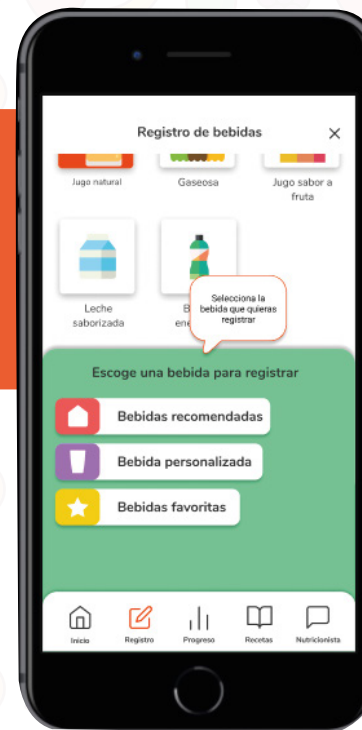 Registro de bebidas
Jugo natural
Gaseosa
Jugo sabor a
fruta
Leche
saborizada
Selecciona la
bebida que quieras
registrar
Escoge una bebida para registrar
Bebidas recomendadas
Bebida personalizada
Bebidas favoritas
Inicio
Registro
Progreso
Recetas
Nutricionista